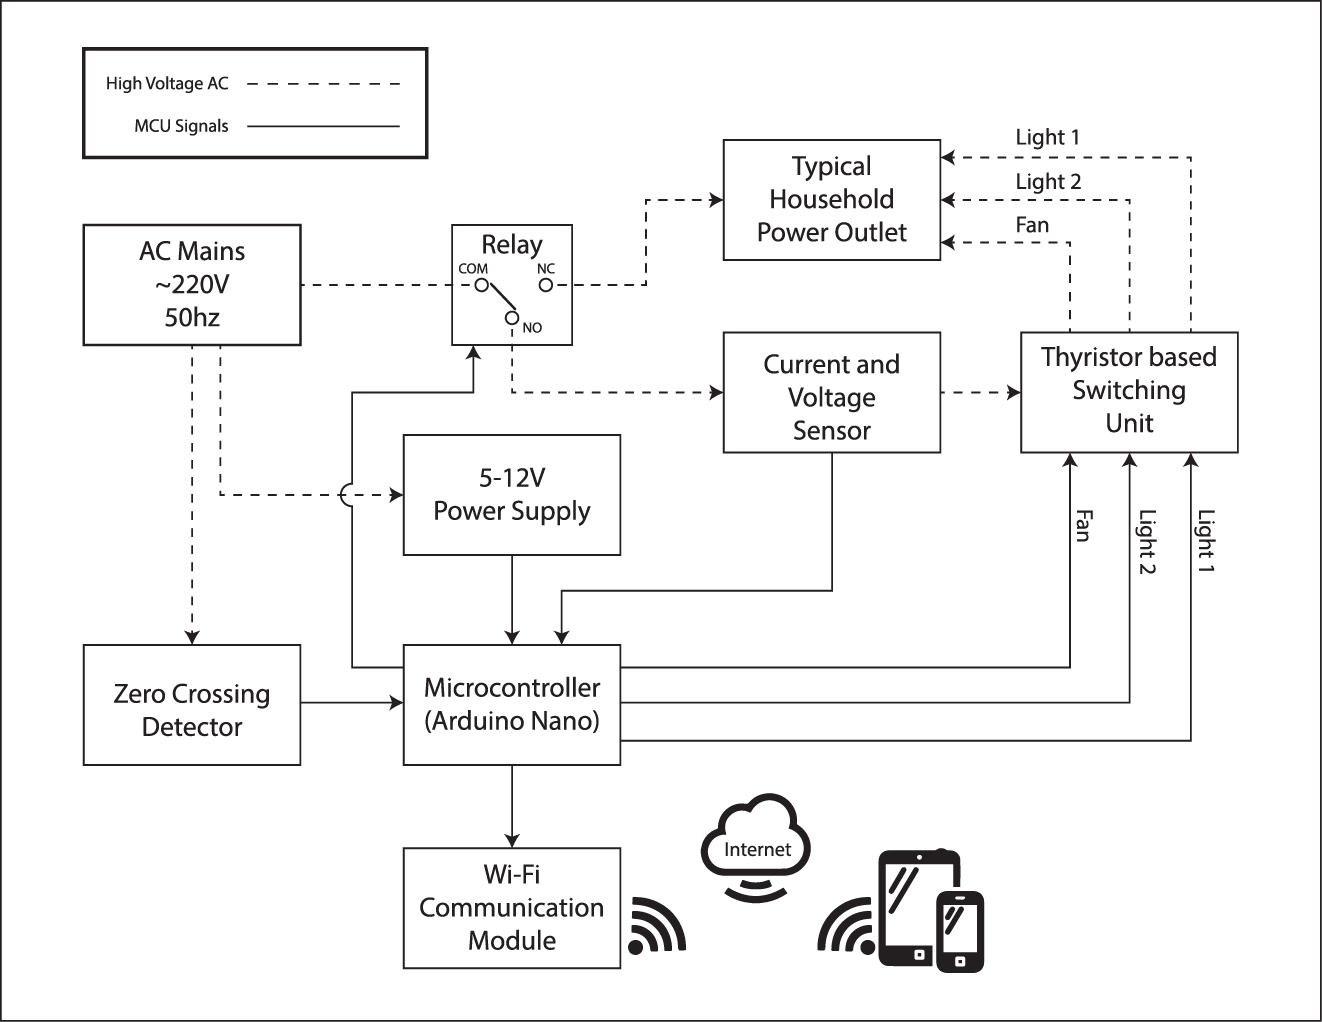 High Voltage AC
MCU Signals
Light 1
Light 2
Fan
Typical
Household
Power Outlet
AC Mains
~220V
50hz
Relay
COM
NC
NO
Current and
Voltage
Sensor
Thyristor based
Switching
Unit
5-12V
Power Supply
Fan
Light 2
Light 1
Zero Crossing
Detector
Microcontroller
(Arduino Nano)
Internet
Wi-Fi
Communication
Module